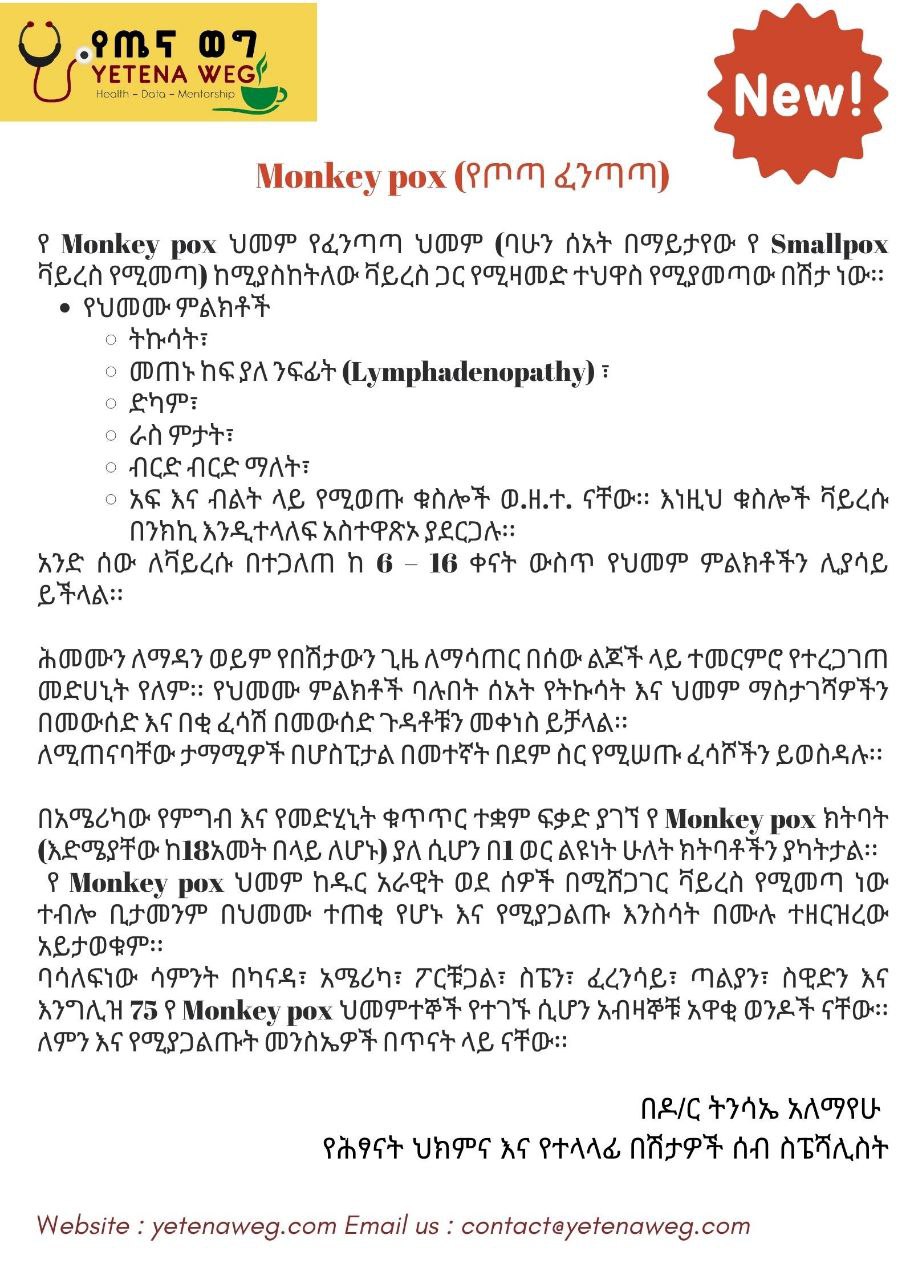 የጤና ወግ
YETENA WEG
Health - Data - Mentorship
New!
Monkey pox (የጦጣ ፈንጣጣ)
የ Monkey pox ህመም የፈንጣጣ ህመም (ባሁን ሰአት በማይታየው የ Smallpox
ቫይረስ የሚመጣ) ከሚያስከትለው ቫይረስ ጋር የሚዛመድ ተህዋስ የሚያመጣው በሽታ ነው።
• የህመሙ ምልክቶች
○ ትኩሳት፣
○ መጠኑ ከፍ ያለ ንፍፊት (Lymphadenopathy) ፣
○ ድካም፣
○ ራስ ምታት፣
○ ብርድ ብርድ ማለት፣
○ አፍ እና ብልት ላይ የሚወጡ ቁስሎች ወ.ዘ.ተ. ናቸው። እነዚህ ቁስሎች ቫይረሱ
በንክኪ እንዲተላለፍ አስተዋጽኦ ያደርጋሉ።
አንድ ሰው ለቫይረሱ በተጋለጠ ከ 6 – 16 ቀናት ውስጥ የህመም ምልክቶችን ሊያሳይ
ይችላል።
ሕመሙን ለማዳን ወይም የበሽታውን ጊዜ ለማሳጠር በሰው ልጆች ላይ ተመርምሮ የተረጋገጠ
መድሀኒት የለም። የህመሙ ምልክቶች ባሉበት ሰአት የትኩሳት እና ህመም ማስታገሻዎችን
በመውሰድ እና በቂ ፈሳሽ በመውሰድ ጉዳቶቹን መቀነስ ይቻላል።
ለሚጠናባቸው ታማሚዎች በሆስፒታል በመተኛት በደም ስር የሚሠጡ ፈሳሾችን ይወስዳሉ።
በአሜሪካው የምግብ እና የመድሂኒት ቁጥጥር ተቋም ፍቃድ ያገኘ የ Monkey pox ክትባት
(እድሜያቸው ከ18አመት በላይ ለሆኑ) ያለ ሲሆን በ1 ወር ልዩነት ሁለት ክትባቶችን ያካትታል።
የ Monkey pox ህመም ከዱር አራዊት ወደ ሰዎች በሚሸጋገር ቫይረስ የሚመጣ ነው
ተብሎ ቢታመንም በህመሙ ተጠቂ የሆኑ እና የሚያጋልጡ እንስሳት በሙሉ ተዘርዝረው
አይታወቁም።
ባሳለፍነው ሳምንት በካናዳ፣ አሜሪካ፣ ፖርቹጋል፣ ስፔን፣ ፈረንሳይ፣ ጣልያን፣ ስዊድን እና
እንግሊዝ 75 የ Monkey pox ህመምተኞች የተገኙ ሲሆን አብዛኞቹ አዋቂ ወንዶች ናቸው።
ለምን እና የሚያጋልጡት መንስኤዎች በጥናት ላይ ናቸው።
በዶ/ር ትንሳኤ አለማየሁ
የሕፃናት ህክምና እና የተላላፊ በሽታዎች ሰብ ስፔሻሊስት
Website : yetenaweg.com Email us : contact@yetenaweg.com